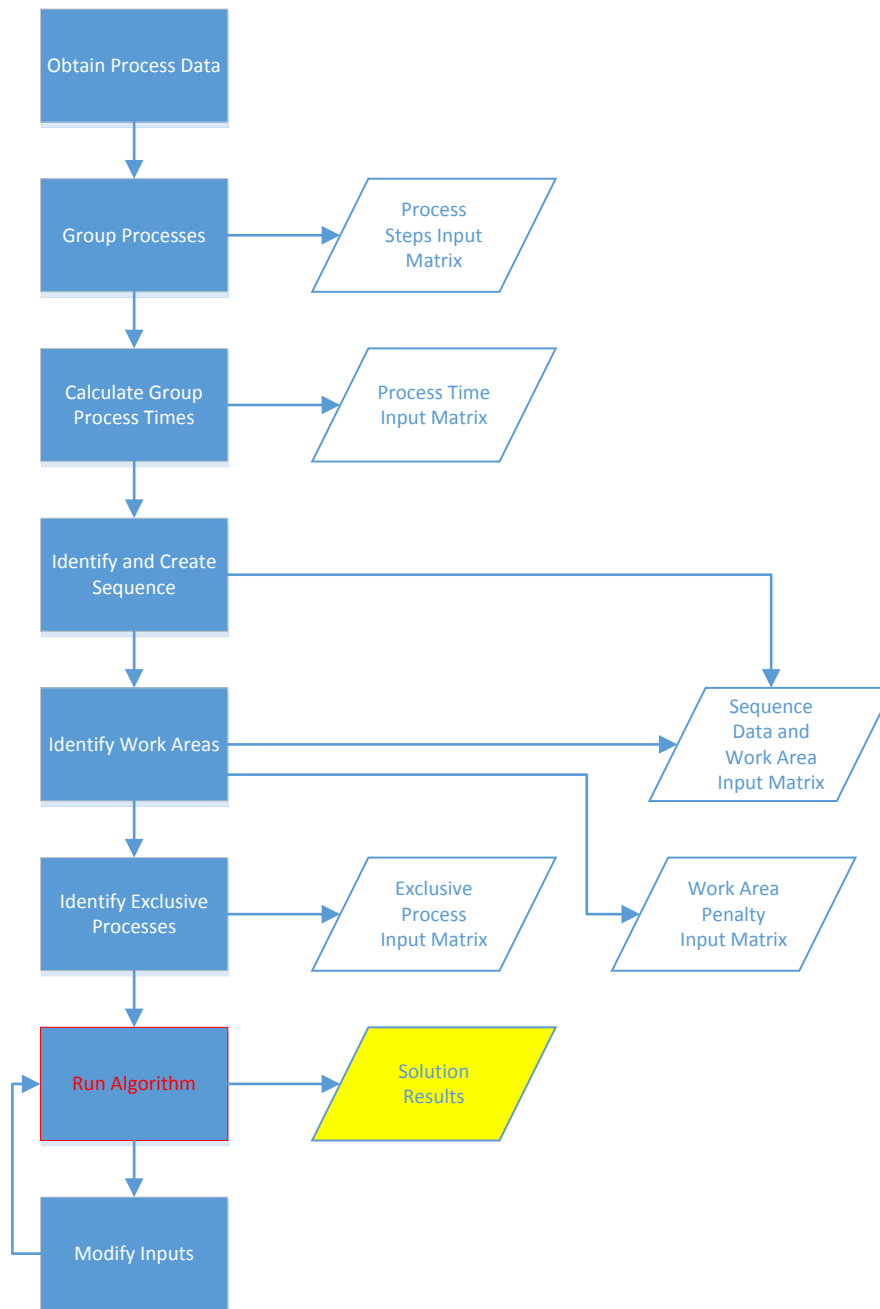 Obtain Process Data
Group Processes
Process
Steps Input
Matrix
Calculate Group
Process Times
Process Time
Input Matrix
Identify and Create
Sequence
Identify Work Areas
Sequence
Data and
Work Area
Input Matrix
Identify Exclusive
Processes
Exclusive
Process
Input Matrix
Work Area
Penalty
Input Matrix
Run Algorithm
Solution
Results
Modify Inputs